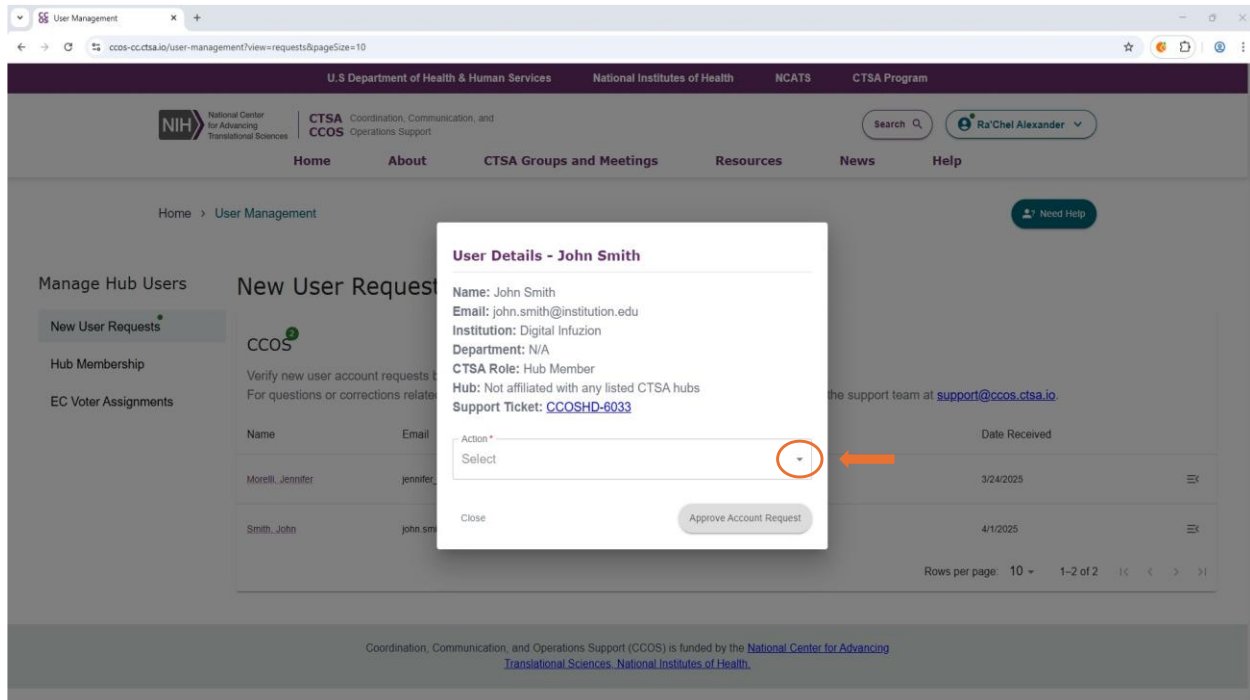 User Management
ccos-cc.ctsa.io/user-management?view=requests&pageSize=10
U.S Department of Health & Human Services National Institutes of Health NCATS CTSA Program
NIH National Center for Advancing Translational Sciences
CTSA Coordination, Communication, and
CCOS Operations Support
Search
Ra'Chel Alexander
Home About CTSA Groups and Meetings Resources News Help
Home > User Management
Need Help
Manage Hub Users
New User Requests
Hub Membership
EC Voter Assignments
New User Request
CCOS 2
Verify new user account requests
For questions or corrections relate
the support team at support@ccos.ctsa.io.
Name Email Date Received
Morelli, Jennifer jennifer_ 3/24/2025
Smith, John john.smi 4/1/2025
Rows per page: 10 1–2 of 2
User Details - John Smith
Name: John Smith
Email: john.smith@institution.edu
Institution: Digital Infuzion
Department: N/A
CTSA Role: Hub Member
Hub: Not affiliated with any listed CTSA hubs
Support Ticket: CCOSHD-6033
Action *
Select
Close Approve Account Request
Coordination, Communication, and Operations Support (CCOS) is funded by the National Center for Advancing
Translational Sciences, National Institutes of Health.